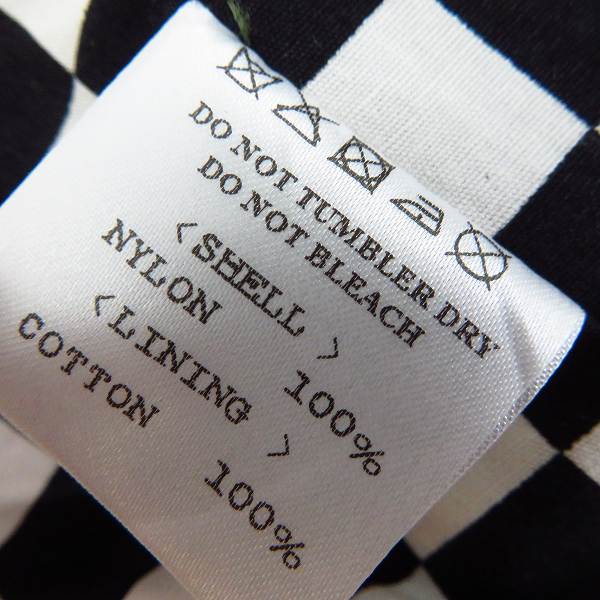 DO NOT TUMBLER DRY
DO NOT BLEACH
<SHELL>
NYLON 100%
<LINING>
COTTON 100%